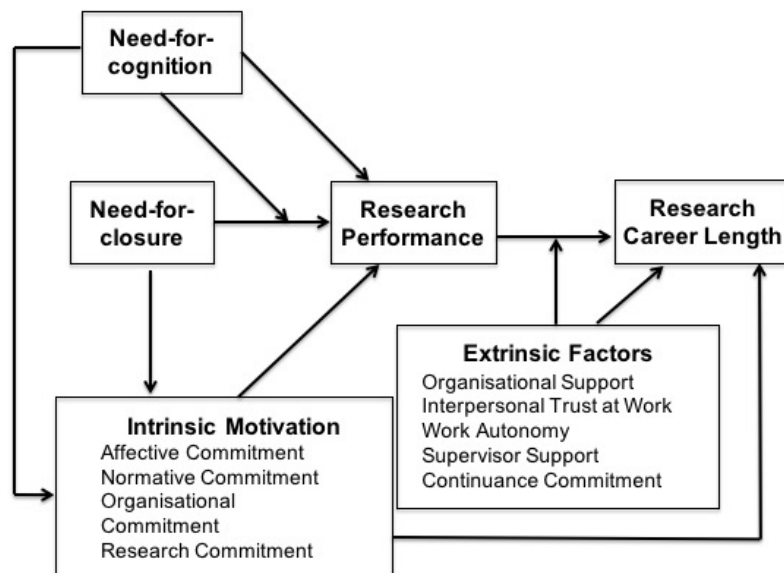 Need-for-
cognition
Need-for-
closure
Research
Performance
Research
Career Length
Extrinsic Factors
Organisational Support
Interpersonal Trust at Work
Work Autonomy
Supervisor Support
Continuance Commitment
Intrinsic Motivation
Affective Commitment
Normative Commitment
Organisational
Commitment
Research Commitment